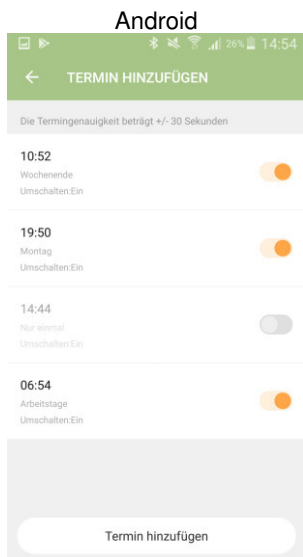 Android
26% 14:54
TERMIN HINZUFÜGEN
Die Termingenauigkeit beträgt +/- 30 Sekunden
10:52
Wochenende
Umschalten:Ein
19:50
Montag
Umschalten:Ein
14:44
Nur einmal
Umschalten:Ein
06:54
Arbeitstage
Umschalten:Ein
Termin hinzufügen